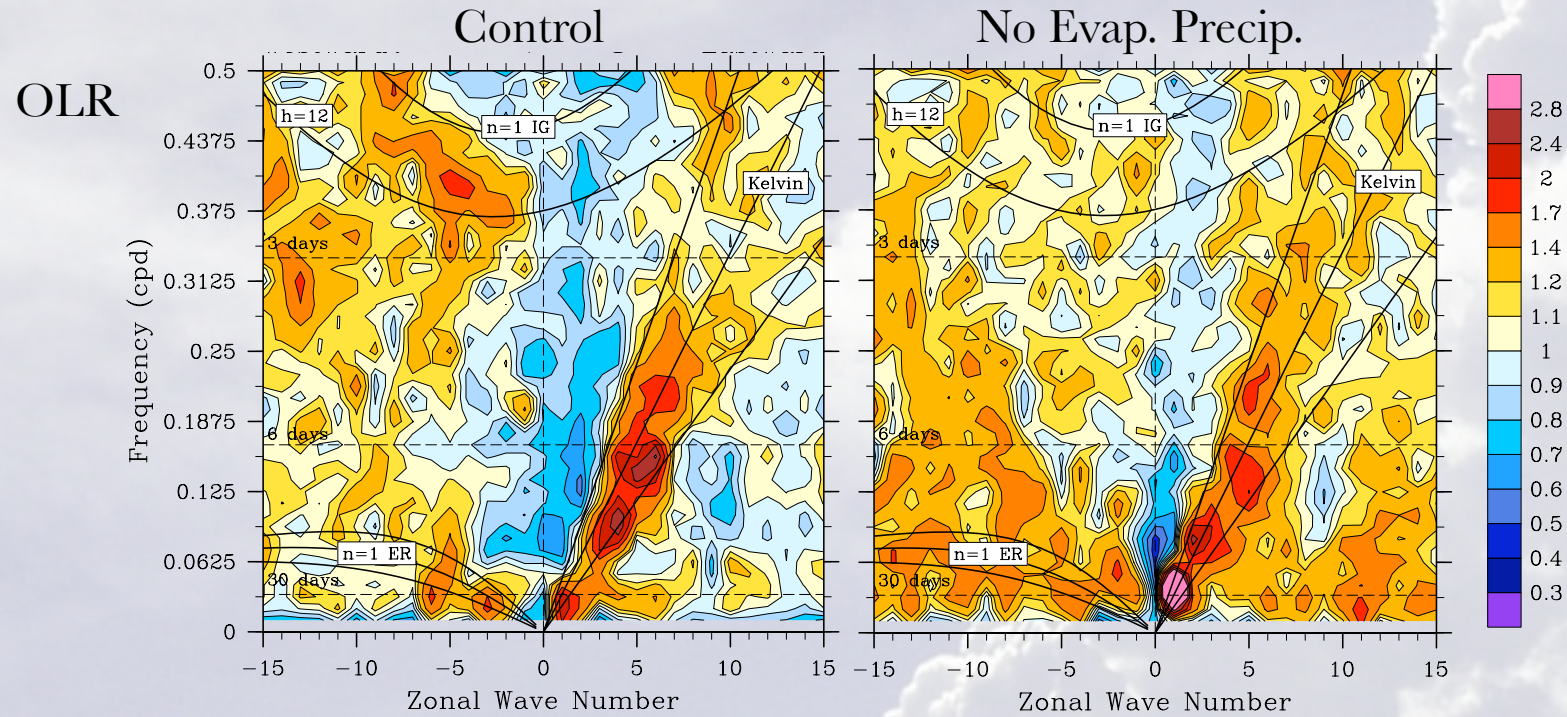 Control
No Evap. Precip.
OLR
0.5
0.4375
0.375
0.3125
0.25
0.1875
0.125
0.0625
0
Frequency (cpd)
h=12
n=1 IG
Kelvin
3 days
6 days
n=1 ER
30 days
−15 −10 −5 0 5 10 15
Zonal Wave Number
h=12
n=1 IG
Kelvin
3 days
6 days
n=1 ER
30 days
−15 −10 −5 0 5 10 15
Zonal Wave Number
2.8
2.4
2
1.7
1.4
1.2
1.1
1
0.9
0.8
0.7
0.6
0.5
0.4
0.3